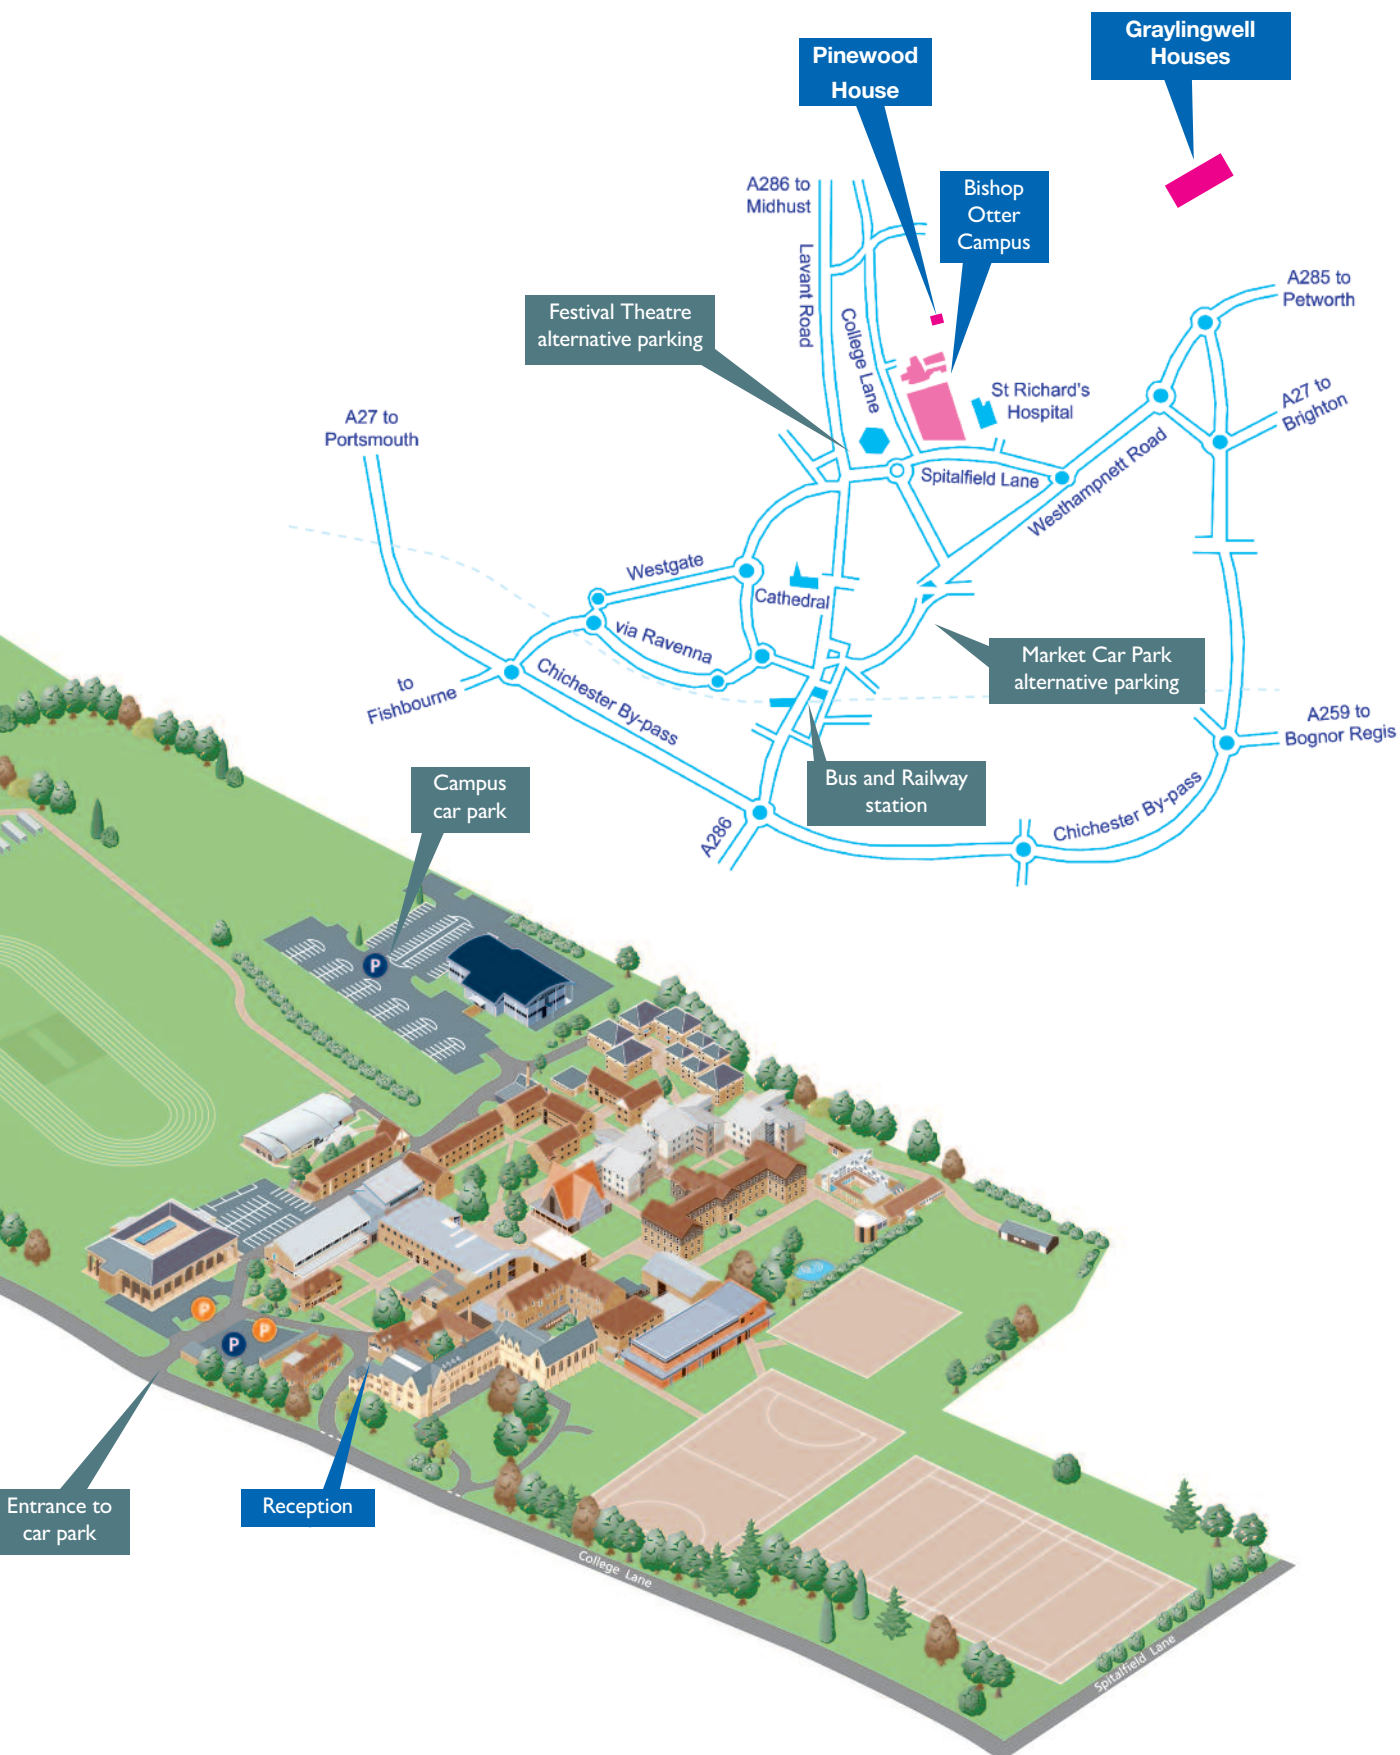 Graylingwell
Houses
Pinewood
House
Bishop
Otter
Campus
A286 to
Midhust
Lavant Road
College Lane
A285 to
Petworth
Festival Theatre
alternative parking
St Richard's
Hospital
A27 to
Brighton
A27 to
Portsmouth
Spitalfield Lane
Westhampnett Road
Westgate
Cathedral
via Ravenna
Market Car Park
alternative parking
to
Fishbourne
Chichester By-pass
A259 to
Bognor Regis
Bus and Railway
station
A286
Chichester By-pass
Campus
car park
P
P
P
P
Entrance to
car park
Reception
College Lane
Spitalfield Lane